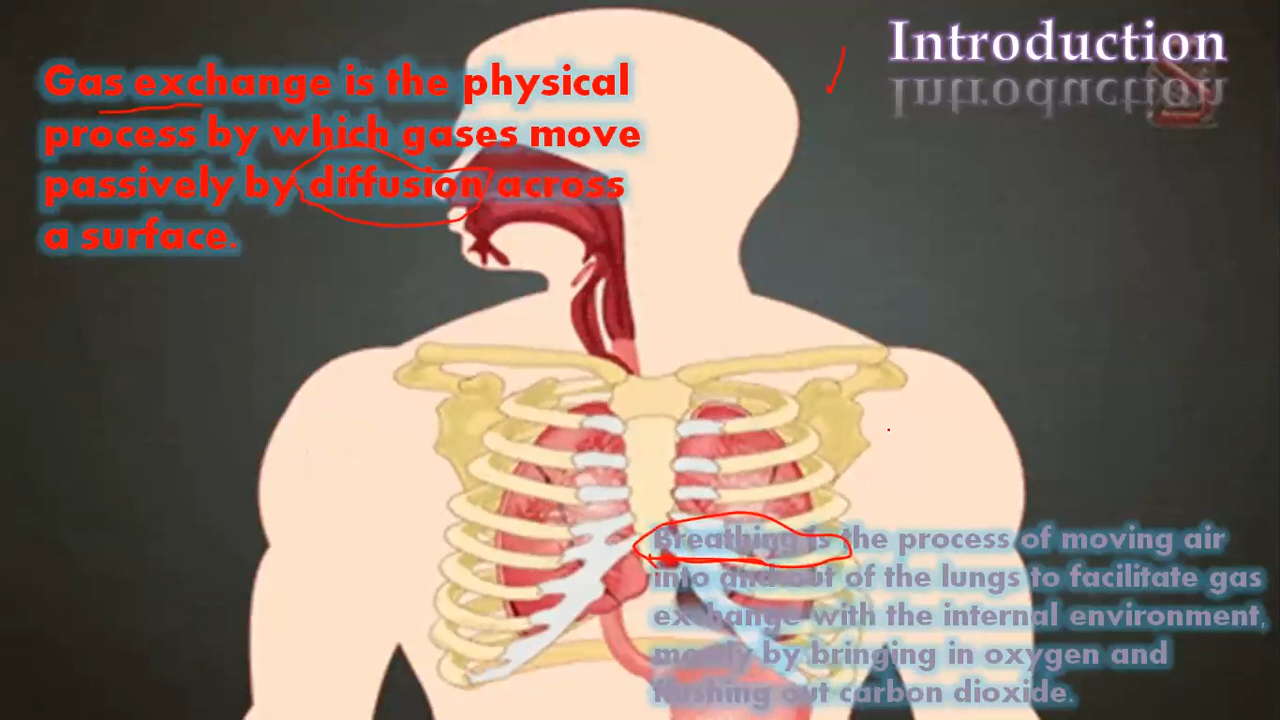 Introduction
Gas exchange is the physical
process by which gases move
passively by diffusion across
a surface.
Breathing is the process of moving air
into and out of the lungs to facilitate gas
exchange with the internal environment,
mostly by bringing in oxygen and
flushing out carbon dioxide.